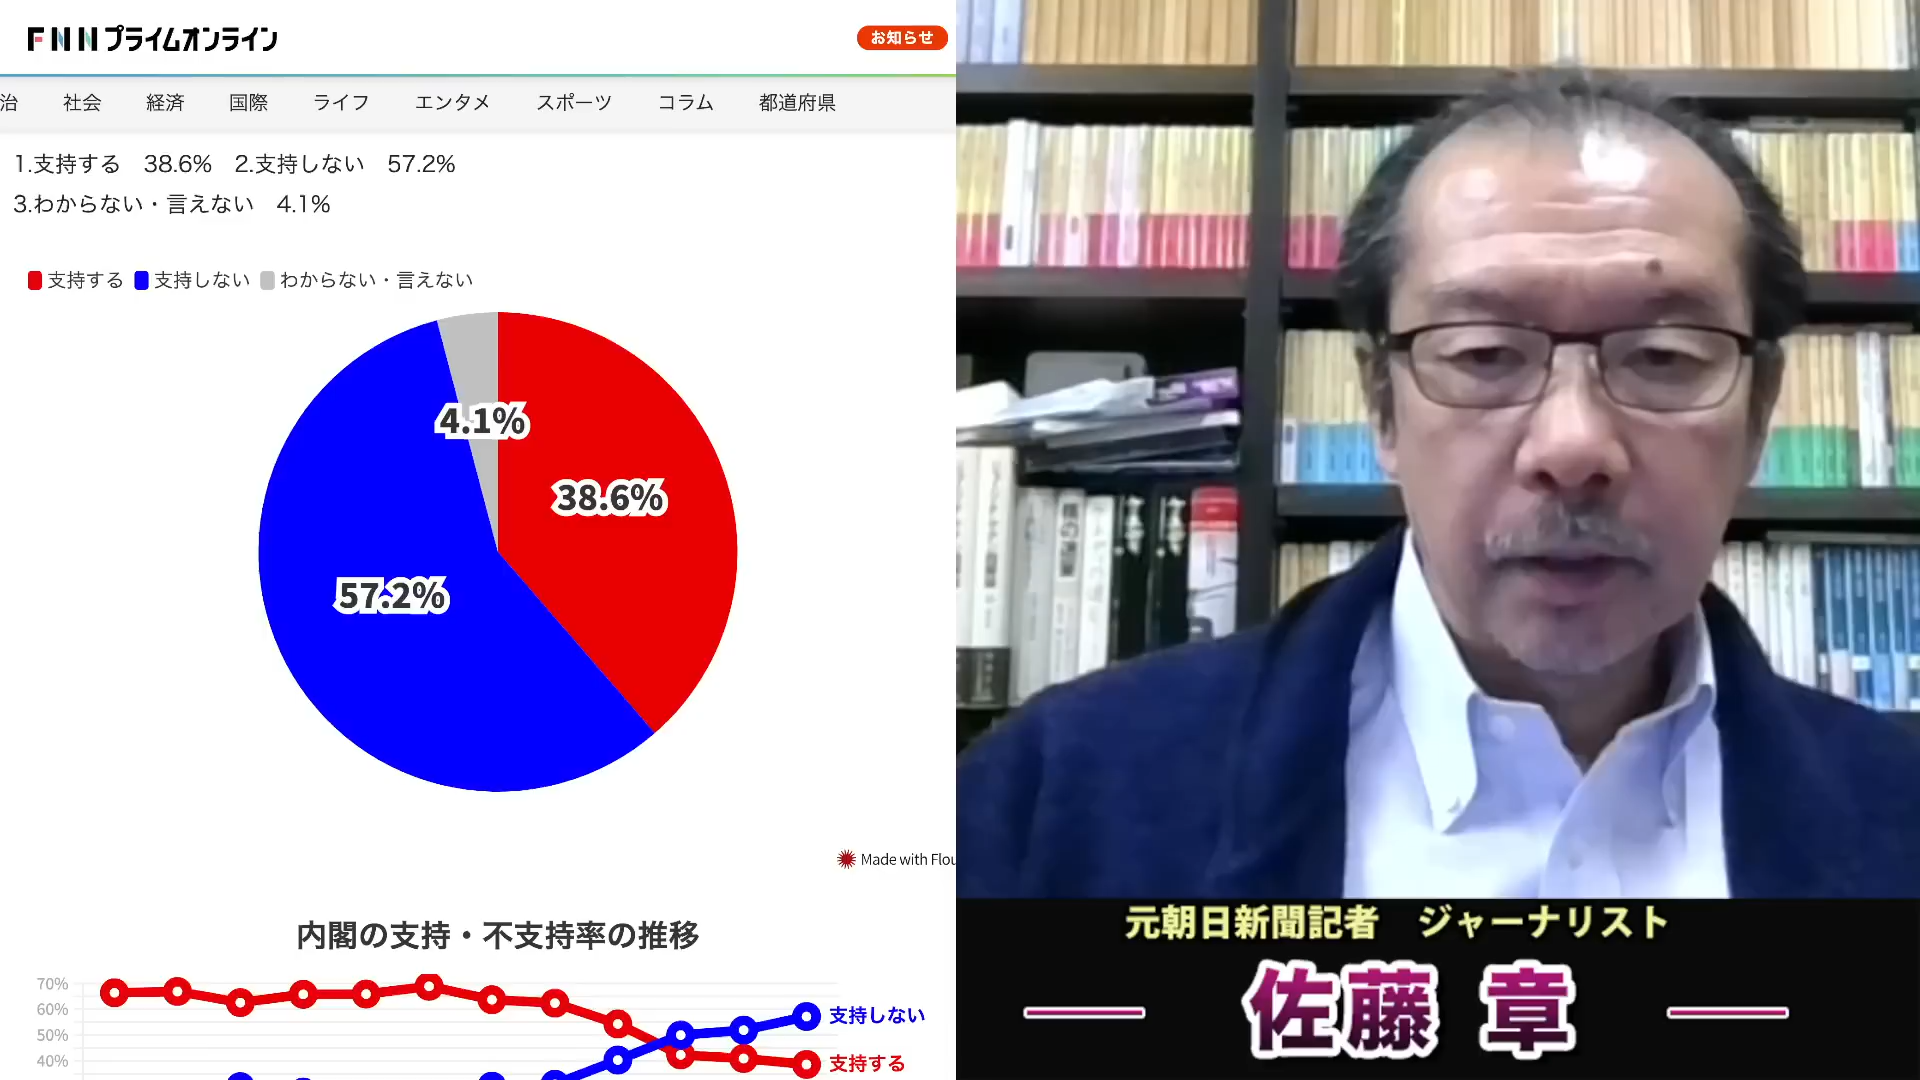 FNNプライムオンライン
お知らせ
治 社会 経済 国際 ライフ エンタメ スポーツ コラム 都道府県
1.支持する 38.6% 2.支持しない 57.2%
3.わからない・言えない 4.1%
支持する 支持しない わからない・言えない
4.1%
38.6%
57.2%
Made with Flou
内閣の支持・不支持率の推移
70%
60%
50%
40%
支持しない
支持する
元朝日新聞記者 ジャーナリスト
佐藤 章